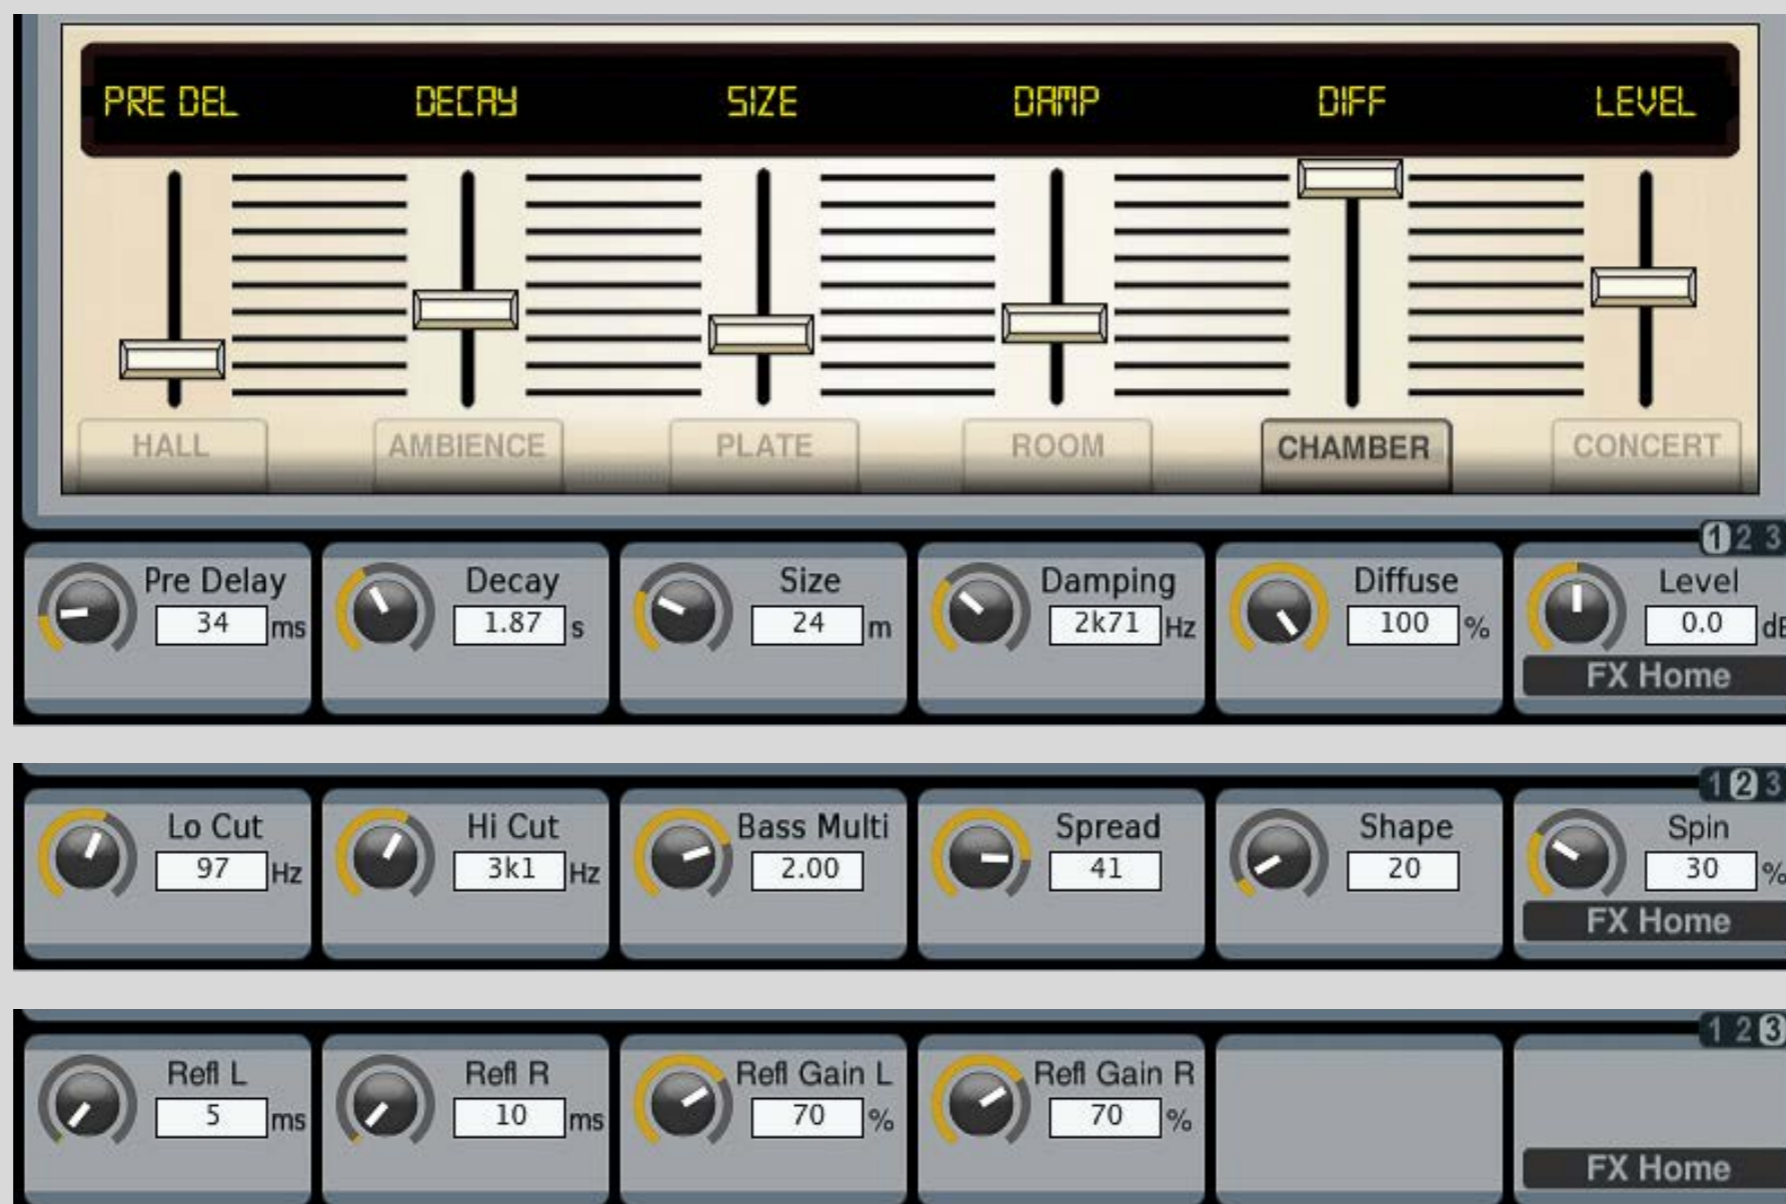 PRE DEL DECAY SIZE DAMP DIFF LEVEL
HALL AMBIENCE PLATE ROOM CHAMBER CONCERT
1 2 3
Pre Delay Decay Size Damping Diffuse Level
34 ms 1.87 s 24 m 2k71 Hz 100 % 0.0 dB
FX Home
1 2 3
Lo Cut Hi Cut Bass Multi Spread Shape Spin
97 Hz 3k1 Hz 2.00 41 20 30 %
FX Home
1 2 3
Refl L Refl R Refl Gain L Refl Gain R
5 ms 10 ms 70 % 70 %
FX Home